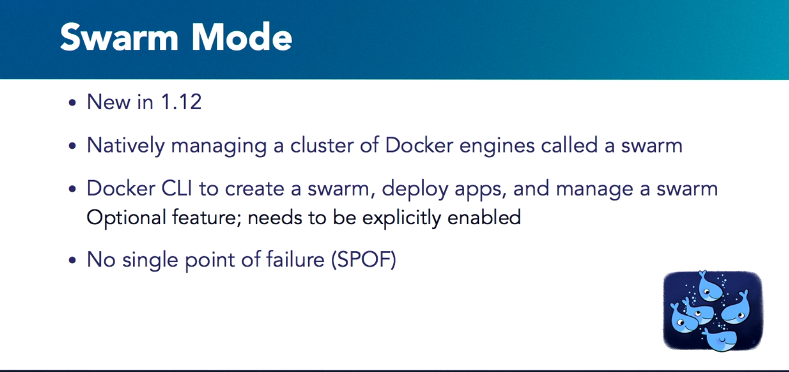 Swarm Mode
• New in 1.12
• Natively managing a cluster of Docker engines called a swarm
• Docker CLI to create a swarm, deploy apps, and manage a swarm
Optional feature; needs to be explicitly enabled
• No single point of failure (SPOF)